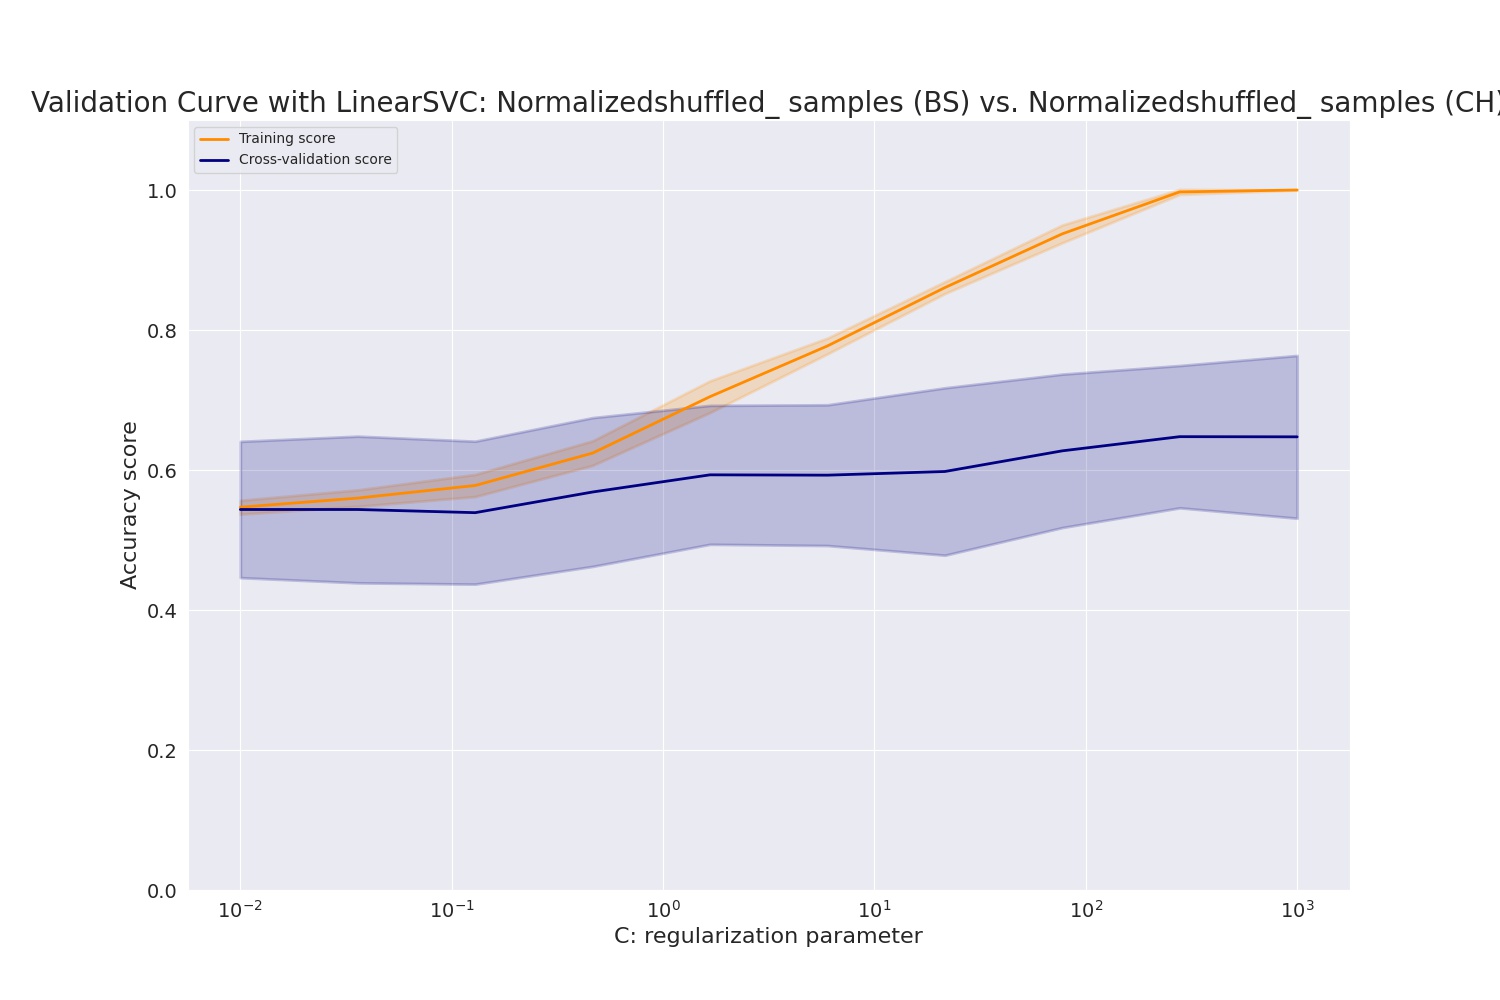 Validation Curve with LinearSVC: Normalizedshuffled_ samples (BS) vs. Normalizedshuffled_ samples (CH)
Training score
Cross-validation score
1.0
0.8
0.6
0.4
0.2
0.0
Accuracy score
10⁻² 10⁻¹ 10⁰ 10¹ 10² 10³
C: regularization parameter